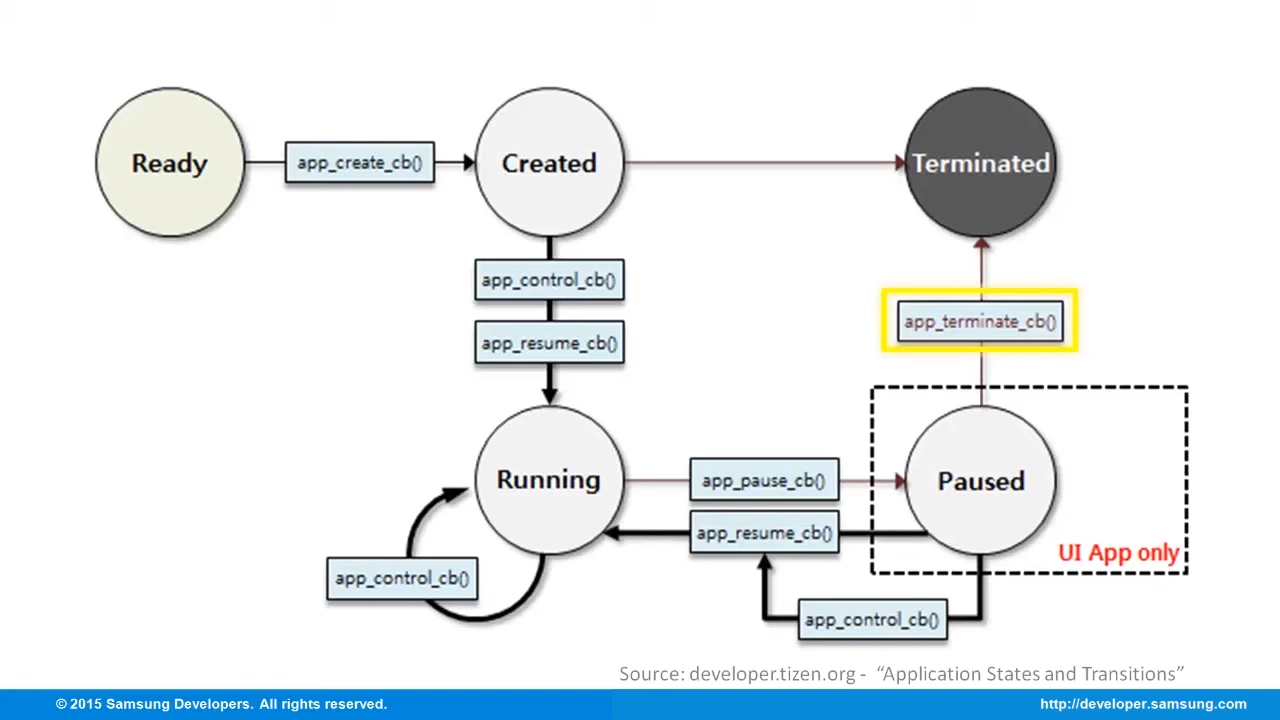 Ready
app_create_cb()
Created
Terminated
app_control_cb()
app_resume_cb()
app_terminate_cb()
Running
app_pause_cb()
Paused
app_resume_cb()
UI App only
app_control_cb()
app_control_cb()
Source: developer.tizen.org - “Application States and Transitions”
© 2015 Samsung Developers. All rights reserved.
http://developer.samsung.com